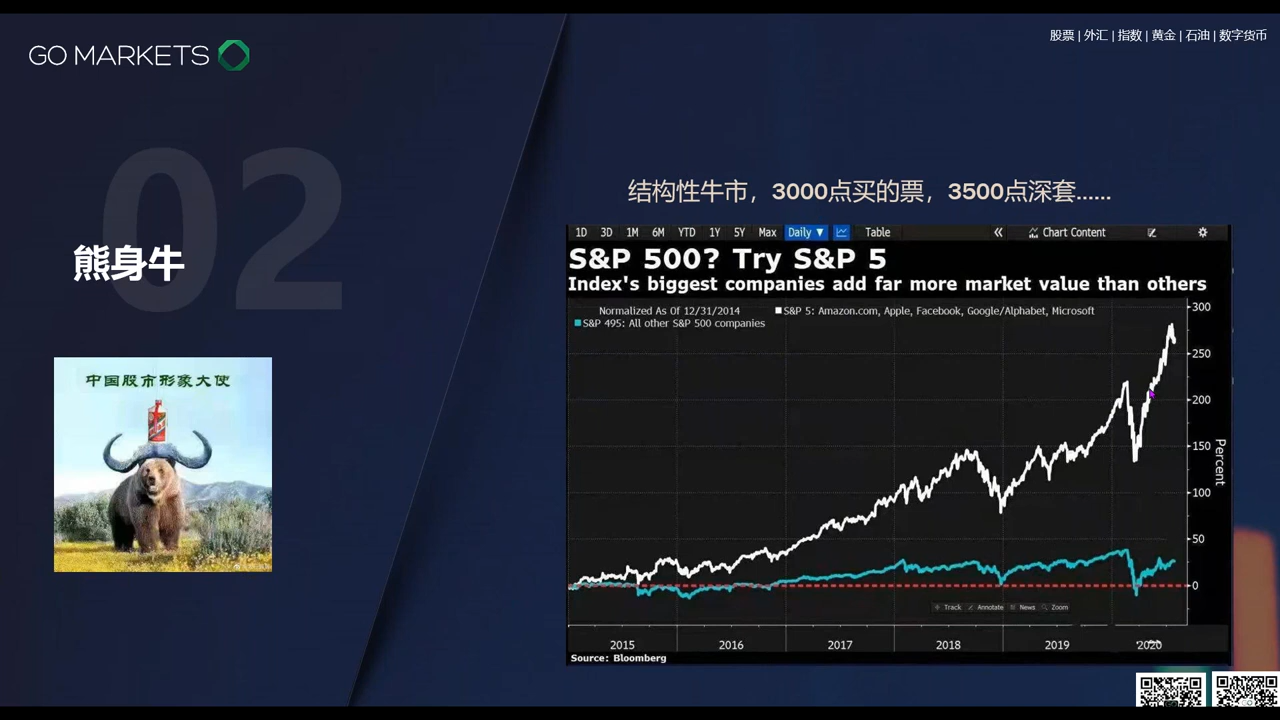 GO MARKETS
股票 | 外汇 | 指数 | 黄金 | 石油 | 数字货币
02
熊身牛
中国股市形象大使
结构性牛市，3000点买的票，3500点深套......
1D 3D 1M 6M YTD 1Y 5Y Max Daily ▼ Table « Chart Content
S&P 500? Try S&P 5
Index's biggest companies add far more market value than others
Normalized As Of 12/31/2014 S&P 5: Amazon.com, Apple, Facebook, Google/Alphabet, Microsoft
S&P 495: All other S&P 500 companies
300
250
200
150
100
50
0
Percent
Track Annotate News Zoom
2015 2016 2017 2018 2019 2020
Source: Bloomberg